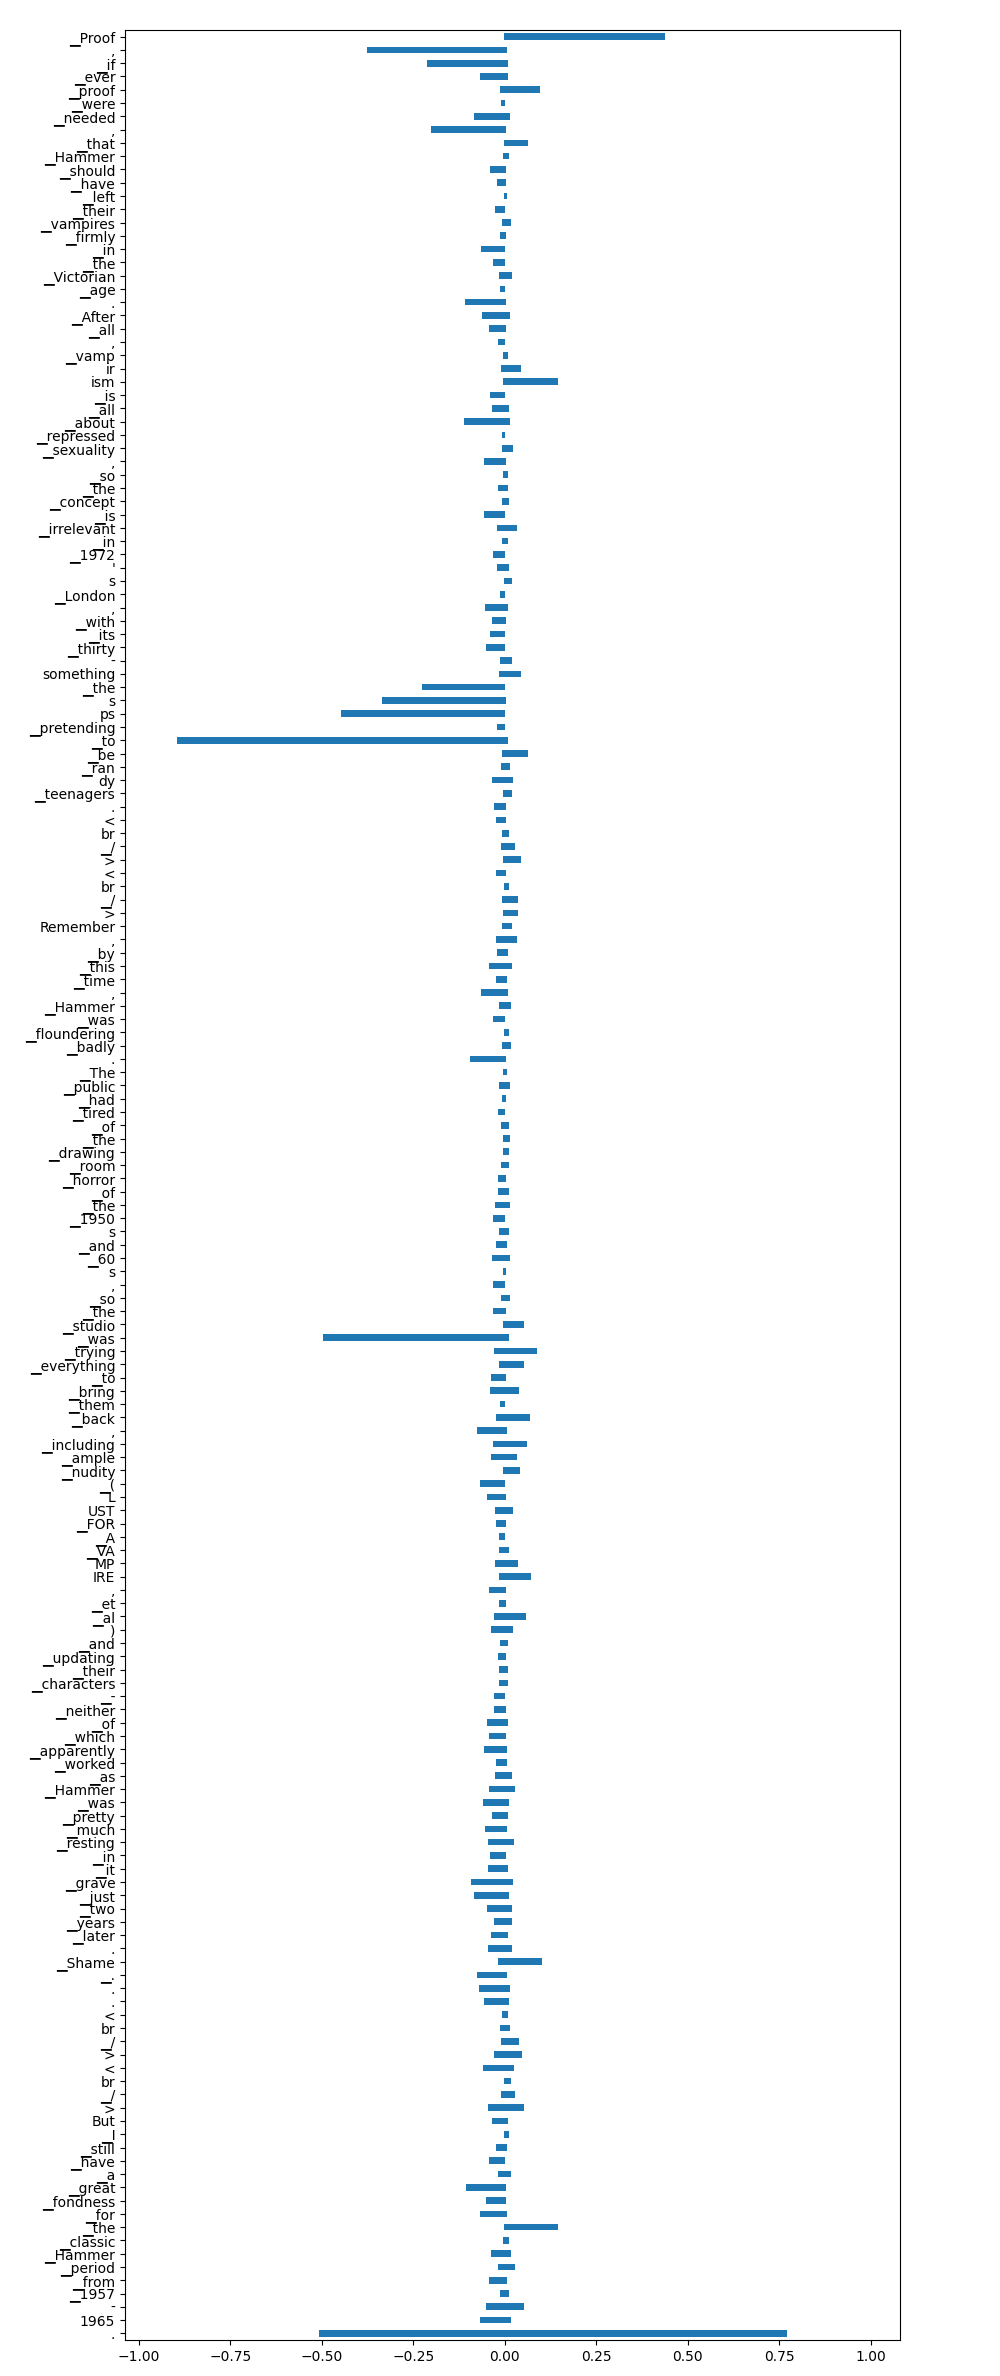 _Proof
,
_if
_ever
_proof
_were
_needed
,
_that
_Hammer
_should
_have
_left
_their
_vampires
_firmly
_in
_the
_Victorian
_age
.
_After
_all
,
_vamp
ir
ism
_is
_all
_about
_repressed
_sexuality
,
_so
_the
_concept
_is
_irrelevant
_in
_1972
'
s
_London
,
_with
_its
_thirty
-
something
_the
s
ps
_pretending
_to
_be
_ran
dy
_teenagers
.
<
br
_/
>
<
br
_/
>
Remember
,
_by
_this
_time
,
_Hammer
_was
_floundering
_badly
.
_The
_public
_had
_tired
_of
_the
_drawing
_room
_horror
_of
_the
_1950
s
_and
_60
s
,
_so
_the
_studio
_was
_trying
_everything
_to
_bring
_them
_back
,
_including
_ample
_nudity
_(
L
UST
_FOR
_A
_VA
MP
IRE
,
_et
_al
)
_and
_updating
_their
_characters
_-
_neither
_of
_which
_apparently
_worked
_as
_Hammer
_was
_pretty
_much
_resting
_in
_it
_grave
_just
_two
_years
_later
.
_Shame
_.
.
.
<
br
_/
>
<
br
_/
>
But
_I
_still
_have
_a
_great
_fondness
_for
_the
_classic
_Hammer
_period
_from
_1957
-
1965
.
−1.00 −0.75 −0.50 −0.25 0.00 0.25 0.50 0.75 1.00